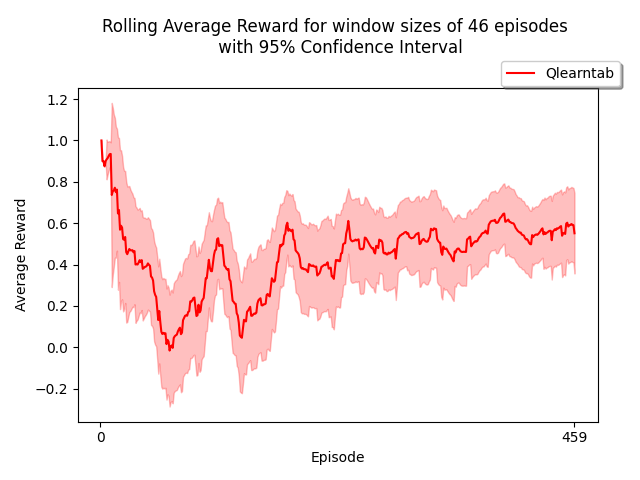 Rolling Average Reward for window sizes of 46 episodes
with 95% Confidence Interval
Qlearntab
1.2
1.0
0.8
0.6
0.4
0.2
0.0
−0.2
Average Reward
0
459
Episode